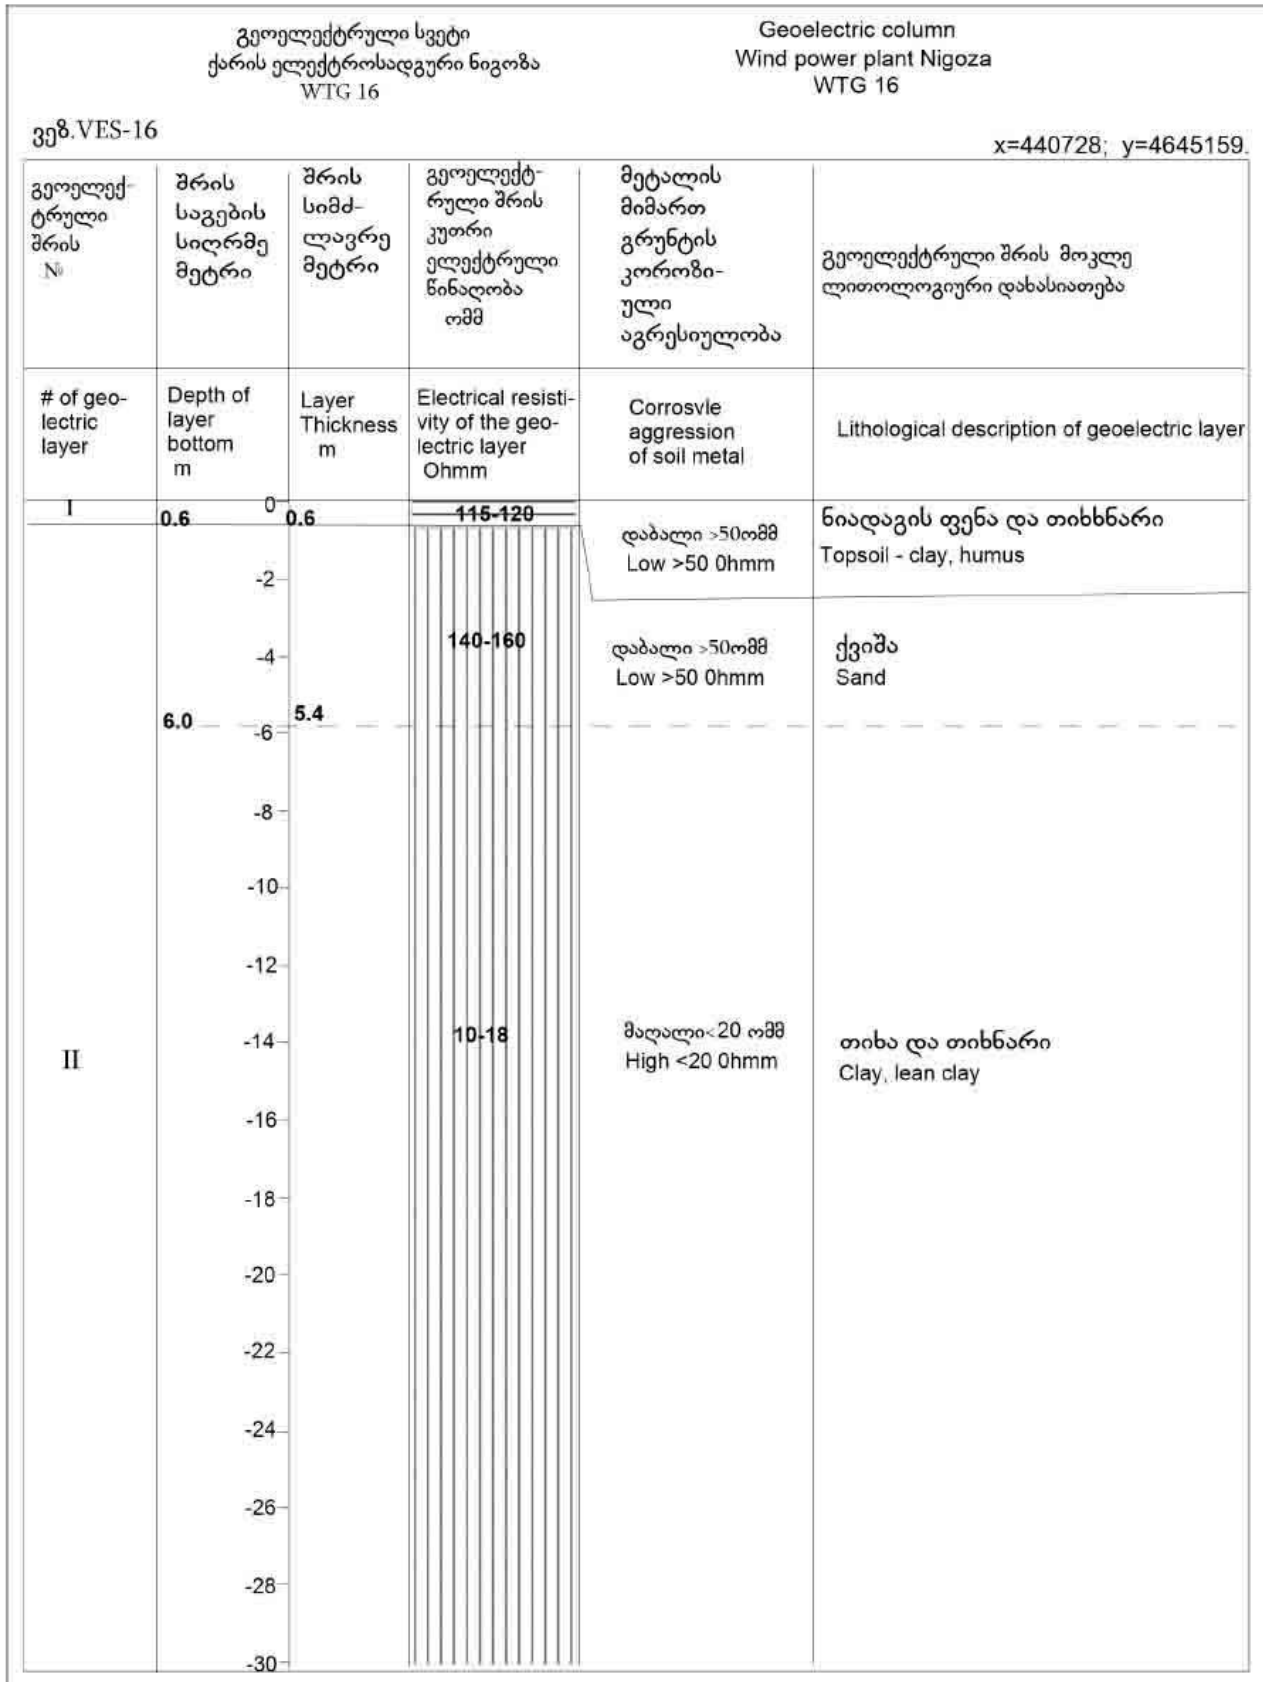 გეოელექტრული სვეტი
ქარის ელექტროსადგური ნიგოზა
WTG 16
Geoelectric column
Wind power plant Nigoza
WTG 16
ვეზ.VES-16
x=440728; y=4645159.
გეოელექ-
ტრული
შრის
№
შრის
საგების
სიღრმე
მეტრი
შრის
სიმძ-
ლავრე
მეტრი
გეოელექტ-
რული შრის
კუთრი
ელექტრული
წინაღობა
ომმ
მეტალის
მიმართ
გრუნტის
კოროზი-
ული
აგრესიულობა
გეოელექტრული შრის მოკლე
ლითოლოგიური დახასიათება
# of geo-
lectric
layer
Depth of
layer
bottom
m
Layer
Thickness
m
Electrical resisti-
vity of the geo-
lectric layer
Ohmm
Corrosvle
aggression
of soil metal
Lithological description of geoelectric layer
I
0.6
0
0.6
115-120
დაბალი >50ომმ
Low >50 0hmm
ნიადაგის ფენა და თიხხნარი
Topsoil - clay, humus
-2
140-160
-4
დაბალი >50ომმ
Low >50 0hmm
ქვიშა
Sand
6.0
5.4
-6
-8
-10
-12
-14
II
10-18
მაღალი<20 ომმ
High <20 0hmm
თიხა და თიხნარი
Clay, lean clay
-16
-18
-20
-22
-24
-26
-28
-30